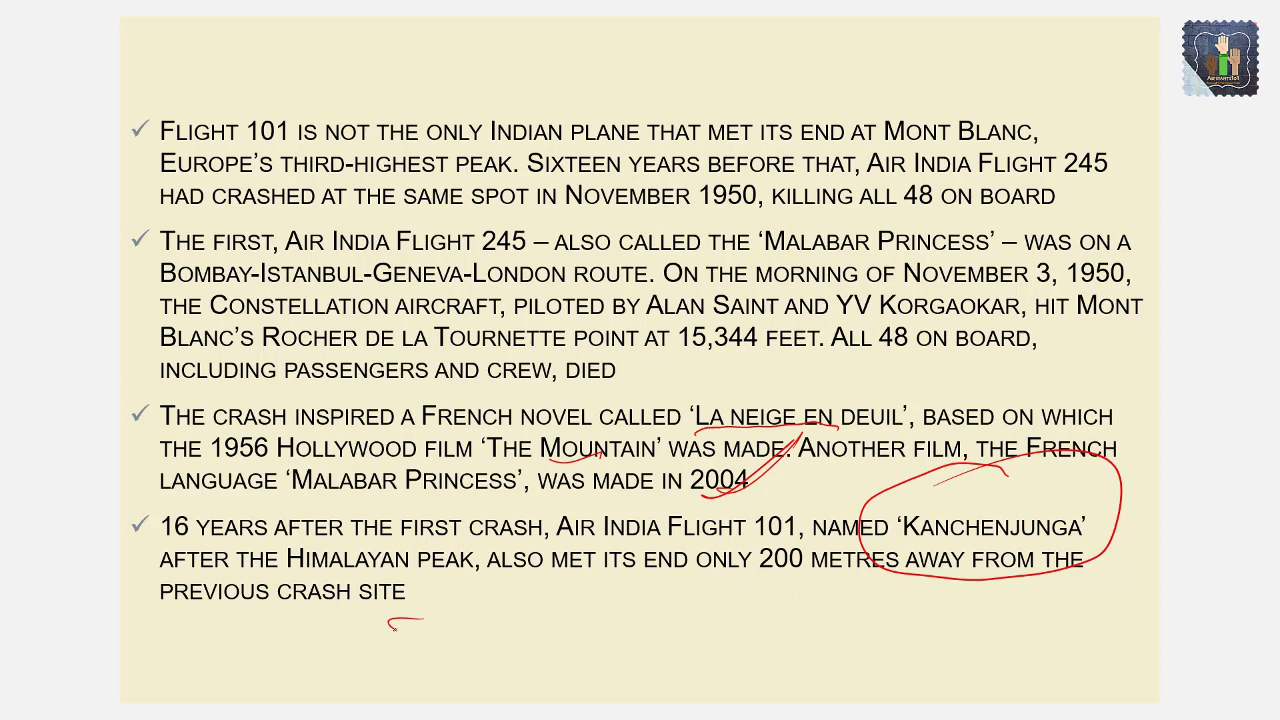 ✓ FLIGHT 101 IS NOT THE ONLY INDIAN PLANE THAT MET ITS END AT MONT BLANC,
EUROPE’S THIRD-HIGHEST PEAK. SIXTEEN YEARS BEFORE THAT, AIR INDIA FLIGHT 245
HAD CRASHED AT THE SAME SPOT IN NOVEMBER 1950, KILLING ALL 48 ON BOARD
✓ THE FIRST, AIR INDIA FLIGHT 245 – ALSO CALLED THE ‘MALABAR PRINCESS’ – WAS ON A
BOMBAY-ISTANBUL-GENEVA-LONDON ROUTE. ON THE MORNING OF NOVEMBER 3, 1950,
THE CONSTELLATION AIRCRAFT, PILOTED BY ALAN SAINT AND YV KORGAOKAR, HIT MONT
BLANC’S ROCHER DE LA TOURNETTE POINT AT 15,344 FEET. ALL 48 ON BOARD,
INCLUDING PASSENGERS AND CREW, DIED
✓ THE CRASH INSPIRED A FRENCH NOVEL CALLED ‘LA NEIGE EN DEUIL’, BASED ON WHICH
THE 1956 HOLLYWOOD FILM ‘THE MOUNTAIN’ WAS MADE. ANOTHER FILM, THE FRENCH
LANGUAGE ‘MALABAR PRINCESS’, WAS MADE IN 2004
✓ 16 YEARS AFTER THE FIRST CRASH, AIR INDIA FLIGHT 101, NAMED ‘KANCHENJUNGA’
AFTER THE HIMALAYAN PEAK, ALSO MET ITS END ONLY 200 METRES AWAY FROM THE
PREVIOUS CRASH SITE